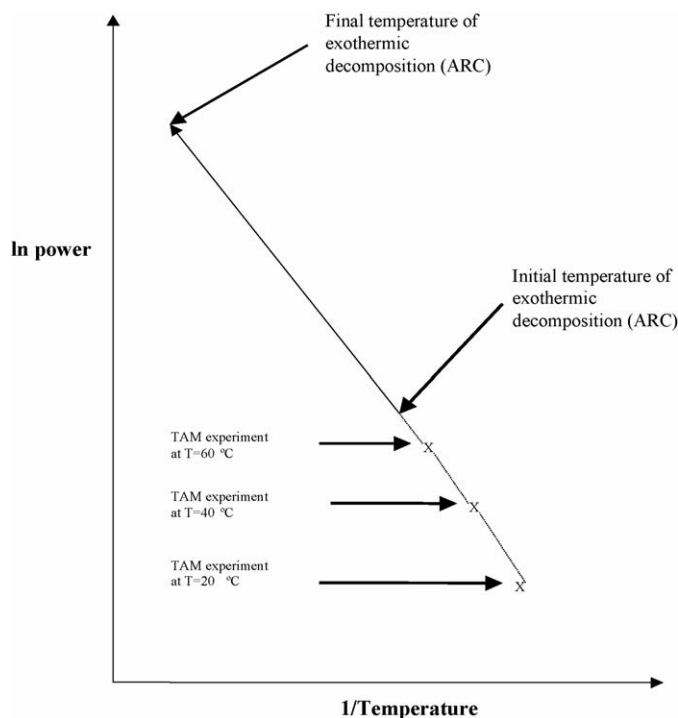 Final temperature of
exothermic
decomposition (ARC)
ln power
Initial temperature of
exothermic
decomposition (ARC)
TAM experiment
at T=60 ºC
X
TAM experiment
at T=40 ºC
X
TAM experiment
at T=20 ºC
X
1/Temperature